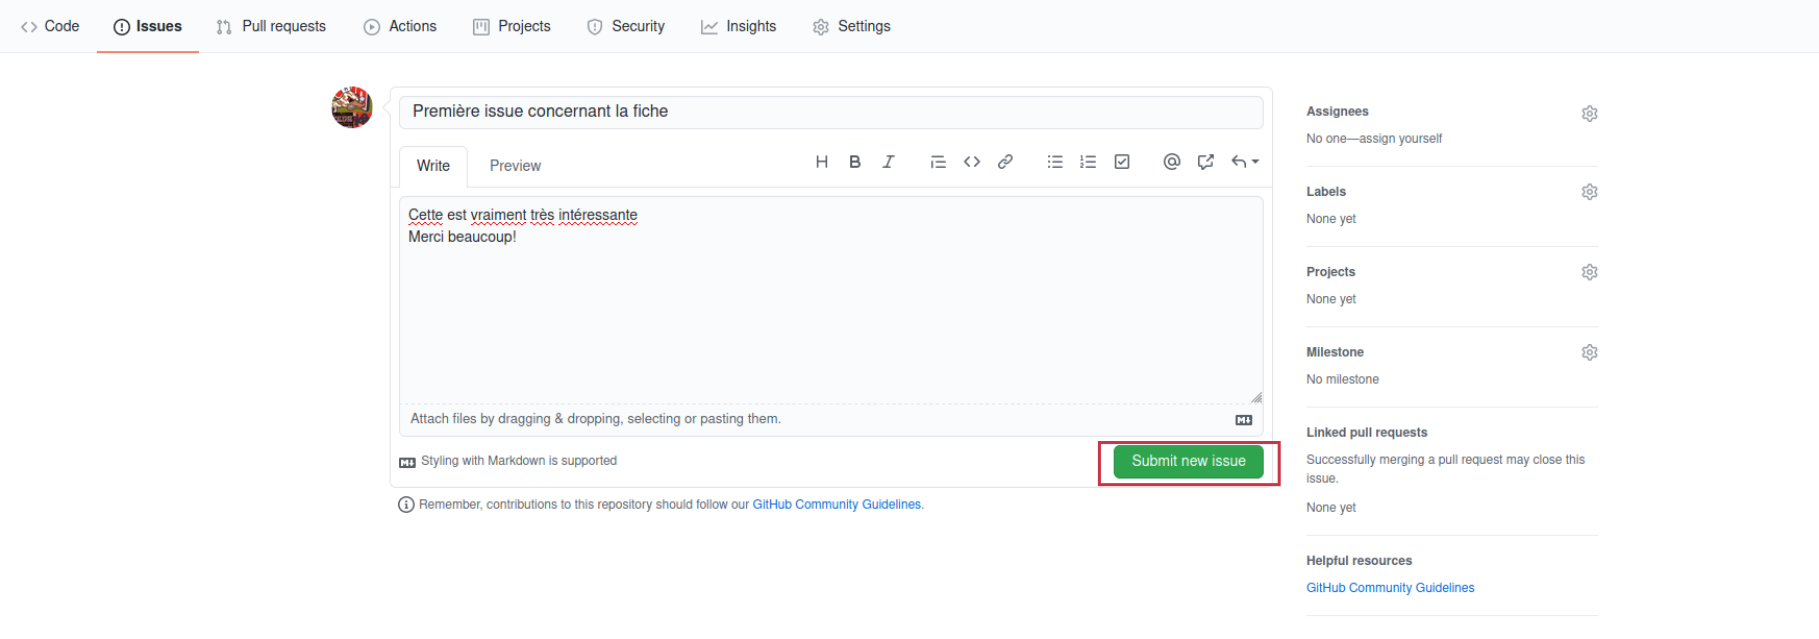 Code Issues Pull requests Actions Projects Security Insights Settings
Première issue concernant la fiche
Write Preview
Cette est vraiment très intéressante
Merci beaucoup!
Attach files by dragging & dropping, selecting or pasting them.
Styling with Markdown is supported
Submit new issue
Remember, contributions to this repository should follow our GitHub Community Guidelines.
Assignees
No one—assign yourself
Labels
None yet
Projects
None yet
Milestone
No milestone
Linked pull requests
Successfully merging a pull request may close this
issue.
None yet
Helpful resources
GitHub Community Guidelines